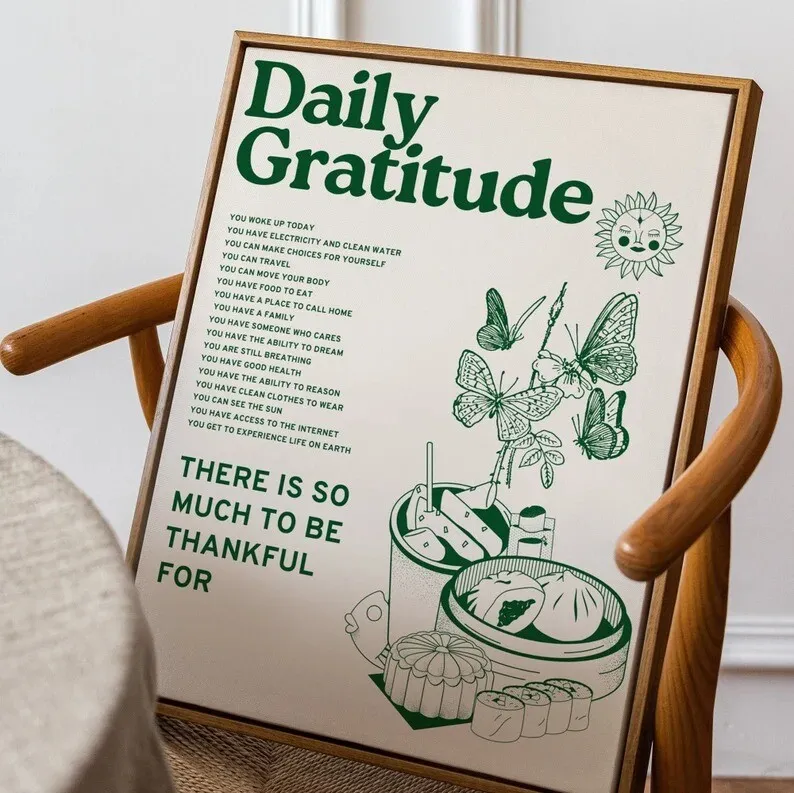 Daily
Gratitude
YOU WOKE UP TODAY
YOU HAVE ELECTRICITY AND CLEAN WATER
YOU CAN MAKE CHOICES FOR YOURSELF
YOU CAN TRAVEL
YOU CAN MOVE YOUR BODY
YOU HAVE FOOD TO EAT
YOU HAVE A PLACE TO CALL HOME
YOU HAVE A FAMILY
YOU HAVE SOMEONE WHO CARES
YOU HAVE THE ABILITY TO DREAM
YOU ARE STILL BREATHING
YOU HAVE GOOD HEALTH
YOU HAVE THE ABILITY TO REASON
YOU HAVE CLEAN CLOTHES TO WEAR
YOU CAN SEE THE SUN
YOU HAVE ACCESS TO THE INTERNET
YOU GET TO EXPERIENCE LIFE ON EARTH
THERE IS SO
MUCH TO BE
THANKFUL
FOR